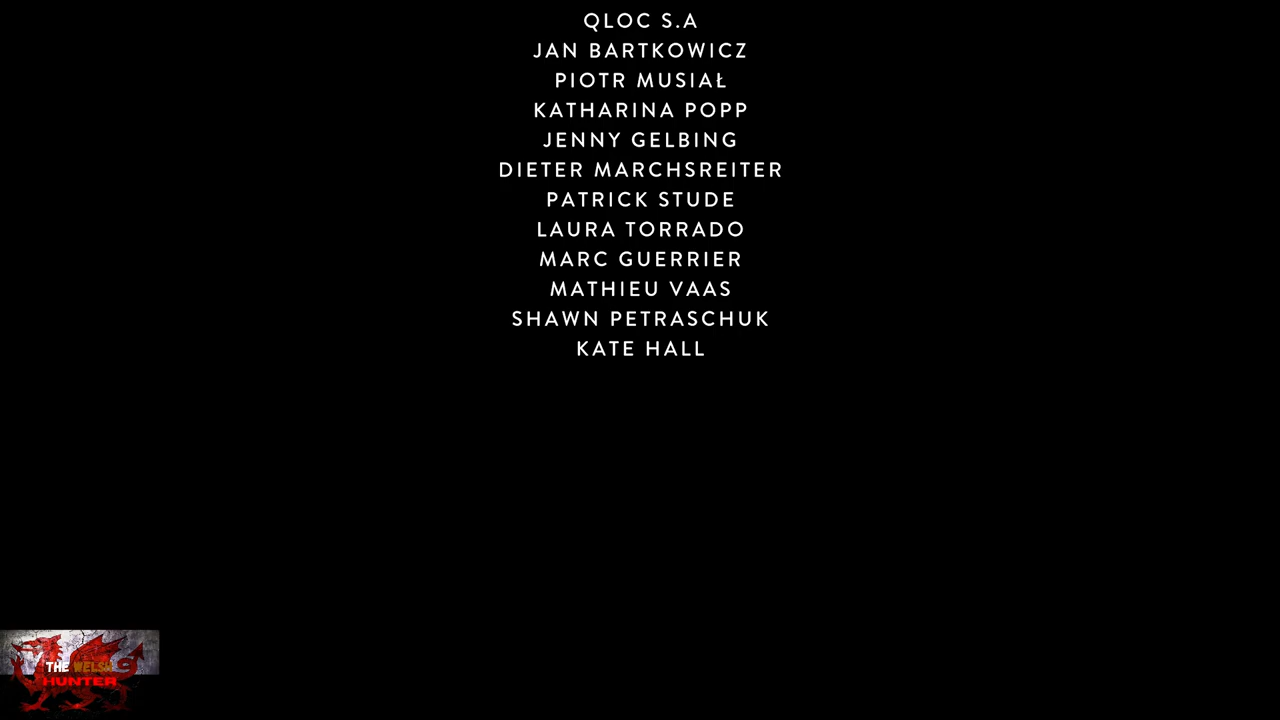 QLOC S.A
JAN BARTKOWICZ
PIOTR MUSIAŁ
KATHARINA POPP
JENNY GELBING
DIETER MARCHSREITER
PATRICK STUDE
LAURA TORRADO
MARC GUERRIER
MATHIEU VAAS
SHAWN PETRASCHUK
KATE HALL
THE WELSH
HUNTER